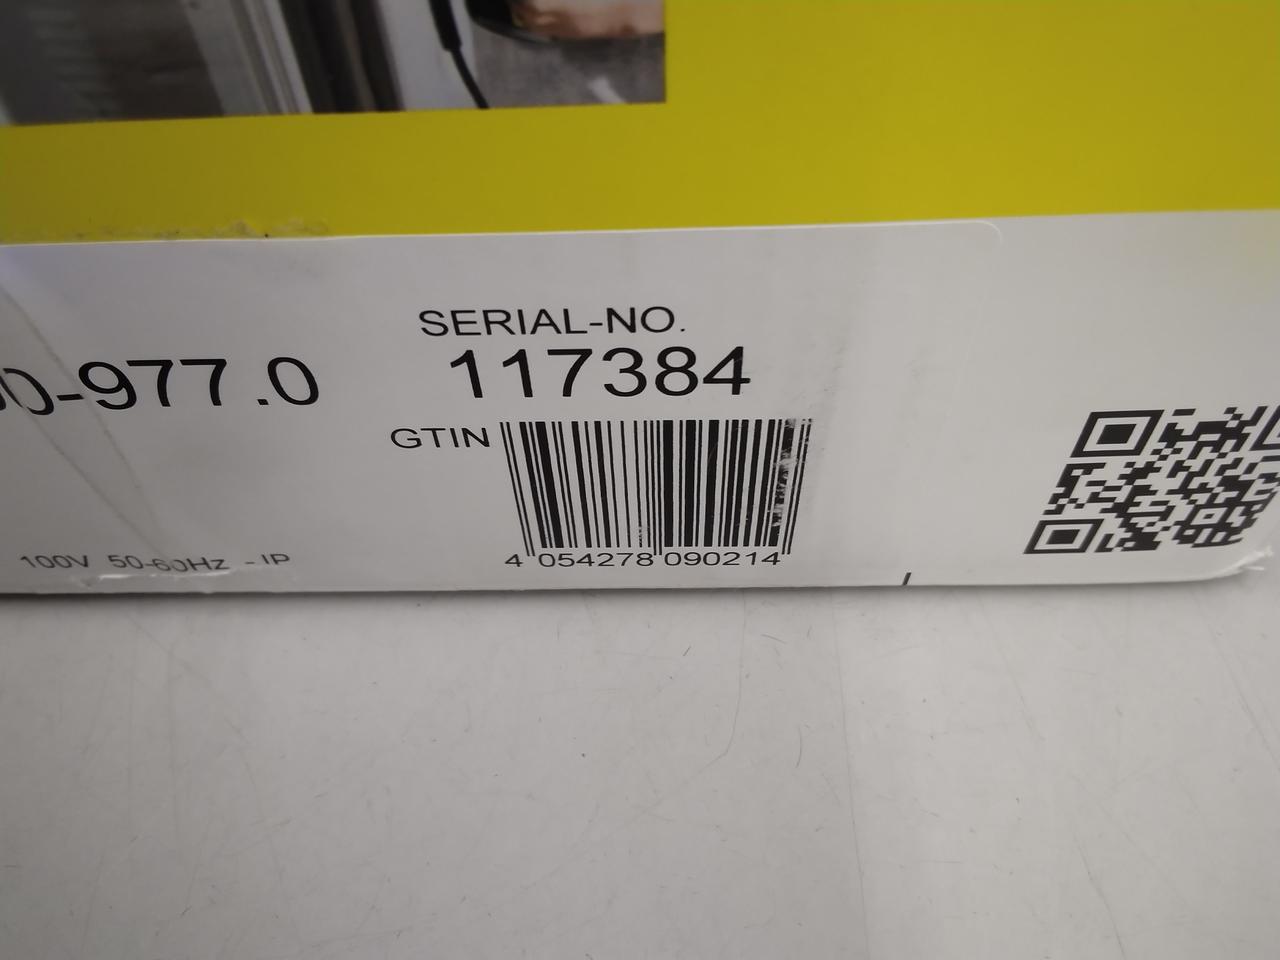 SERIAL-NO.
0-977.0 117384
GTIN
4 054278 090214
100V 50-60Hz - IP